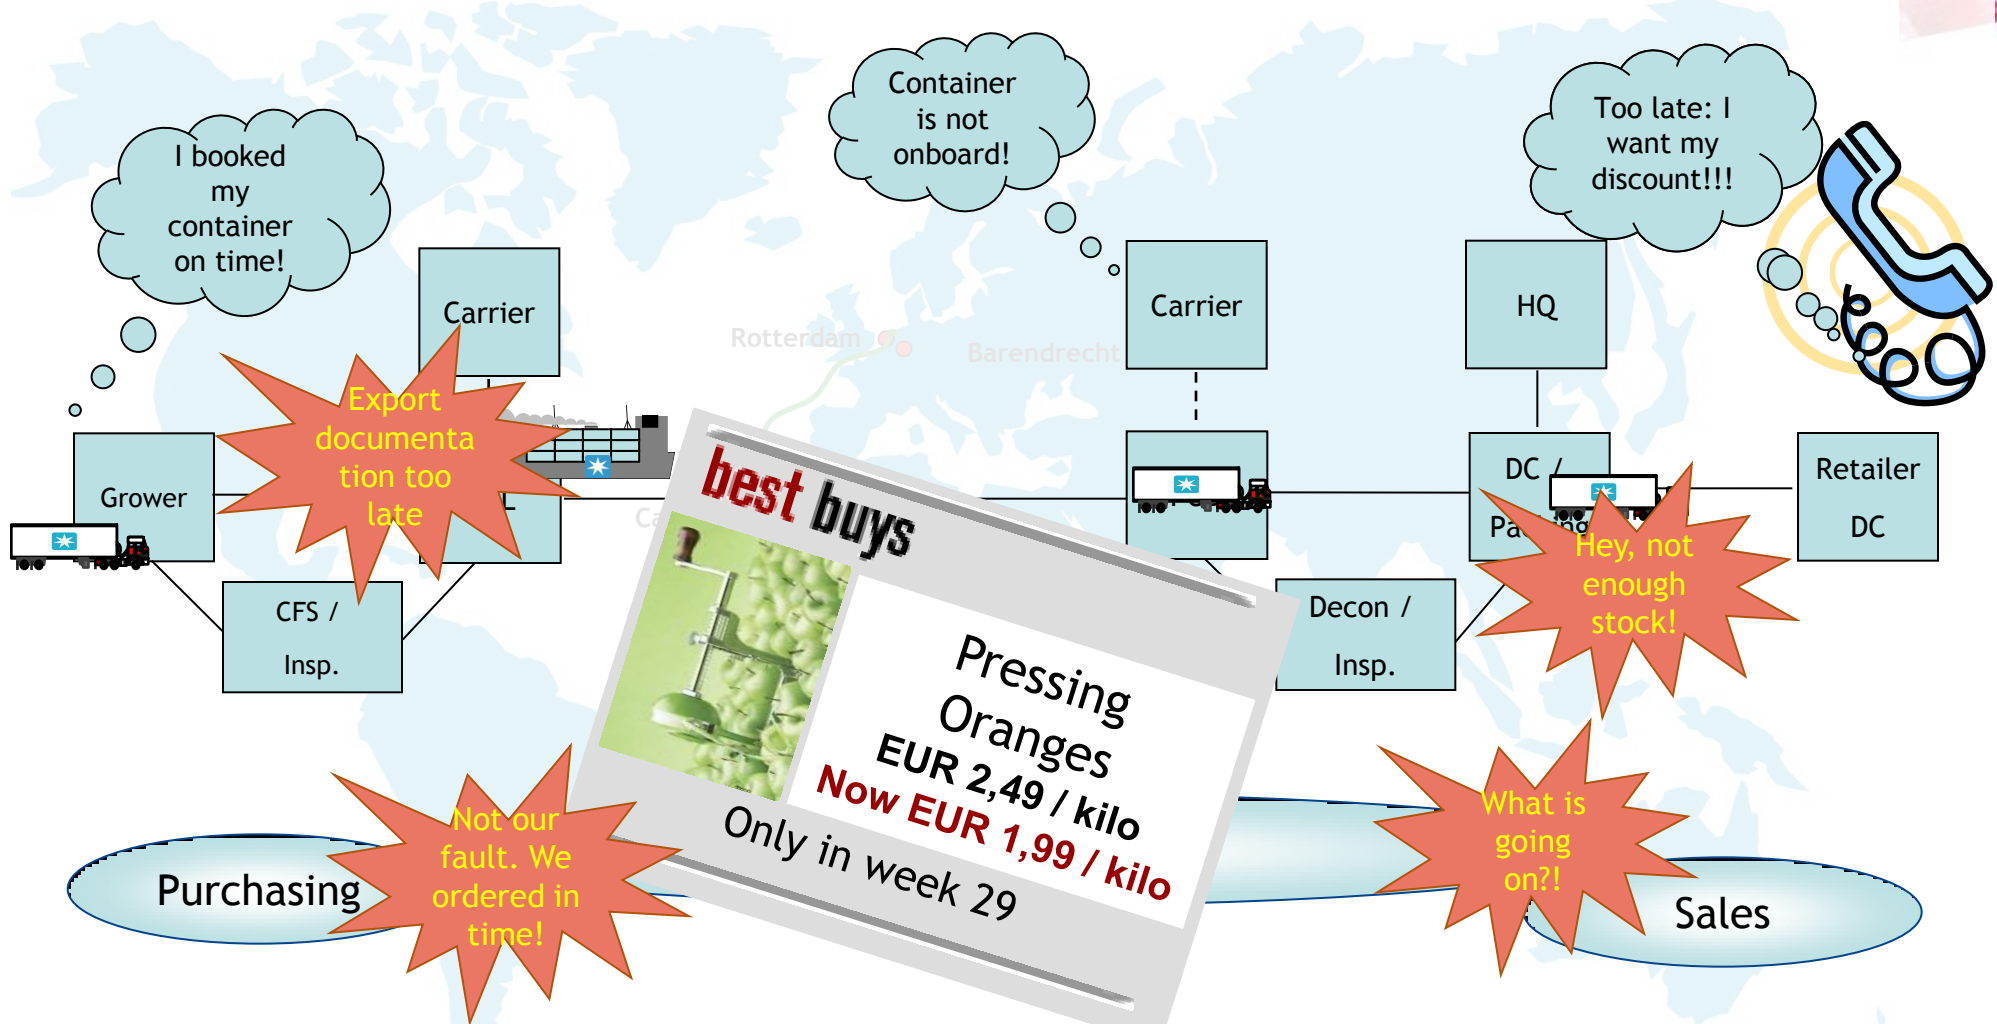 Container
is not
onboard!
Too late: I
want my
discount!!!
I booked
my
container
on time!
Carrier
Carrier
HQ
Rotterdam
Barendrecht
Export
documenta
tion too
late
Grower
best buys
DC /
Retailer
DC
Hey, not
enough
stock!
CFS /
Insp.
Decon /
Insp.
Pressing
Oranges
EUR 2,49 / kilo
Now EUR 1,99 / kilo
Only in week 29
Purchasing
Not our
fault. We
ordered in
time!
What is
going
on?!
Sales